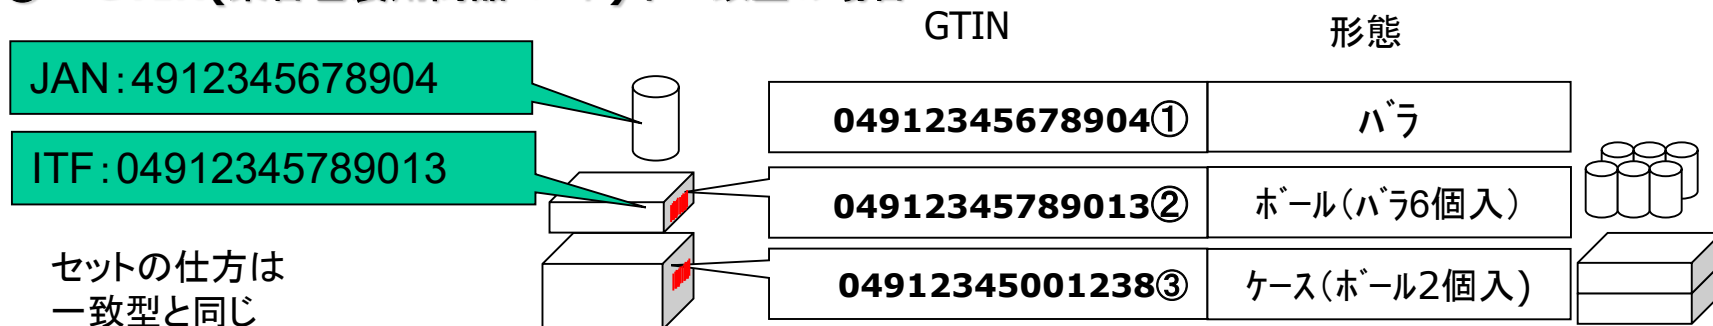 GTIN 形態
JAN:4912345678904
04912345678904① バラ
ITF:04912345789013
04912345789013② ボール(バラ6個入)
セットの仕方は
一致型と同じ
04912345001238③ ケース(ボール2個入)